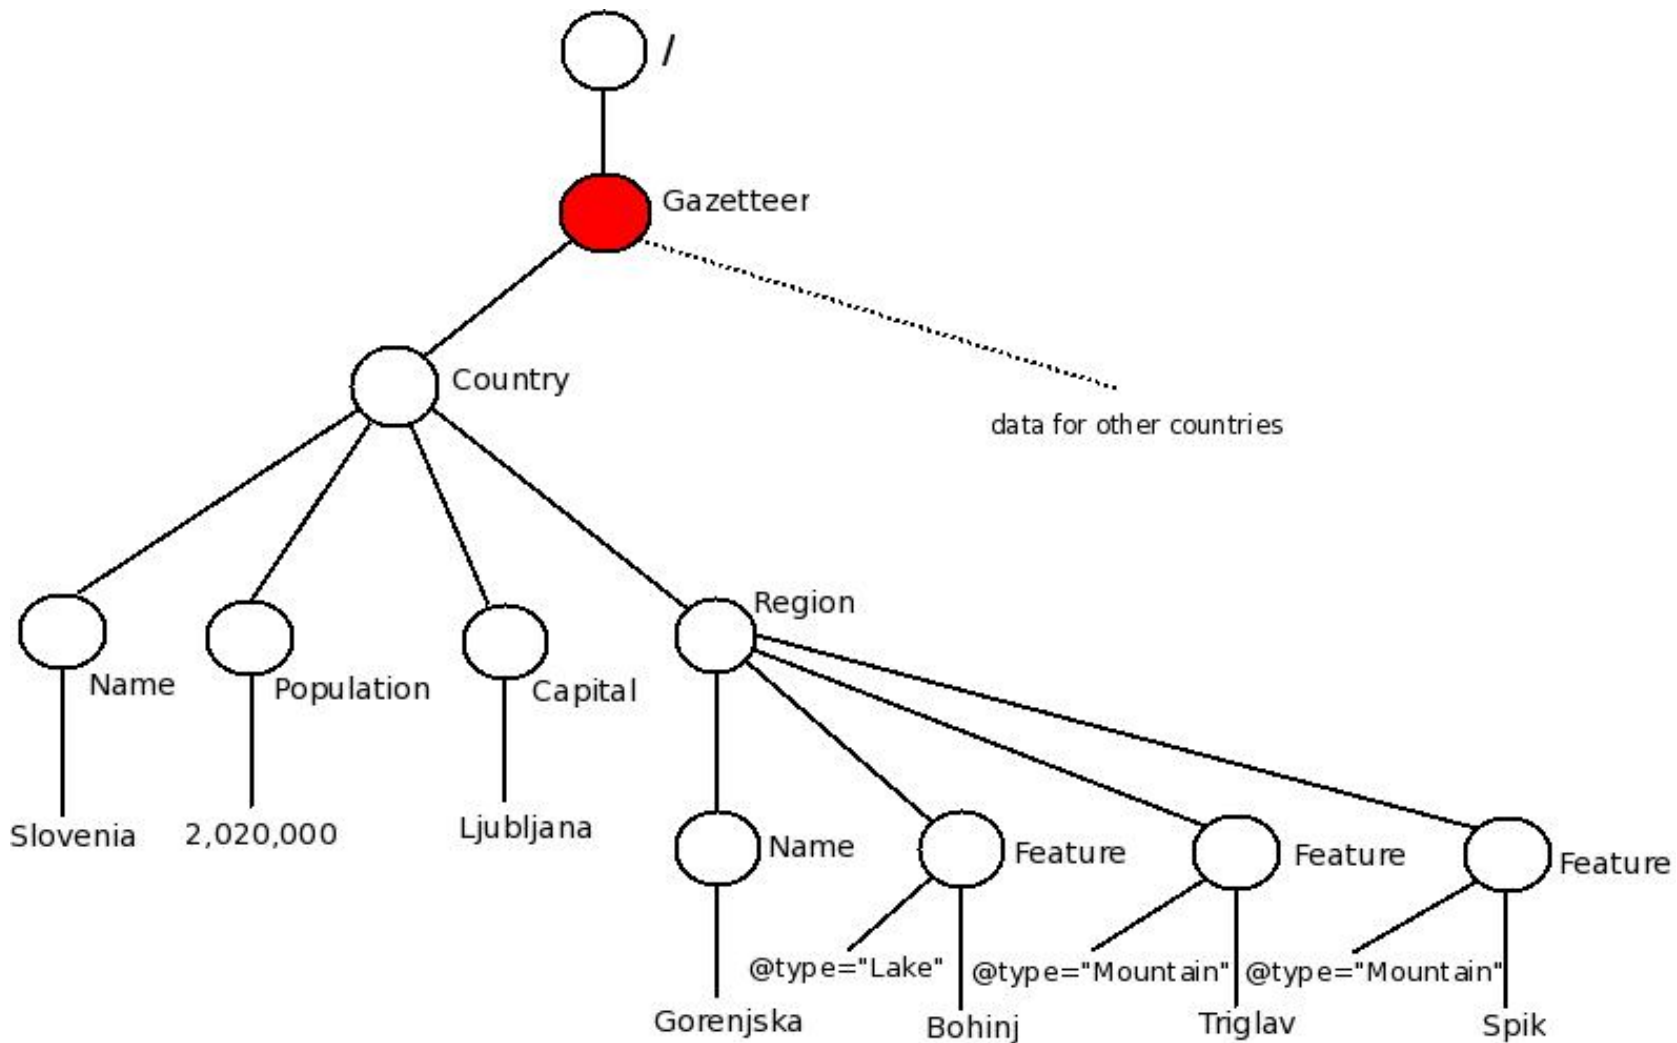 /
Gazetteer
Country
data for other countries
Region
Name
Population
Capital
Slovenia
2,020,000
Ljubljana
Name
Feature
Feature
Feature
@type="Lake"
@type="Mountain"
@type="Mountain"
Gorenjska
Bohinj
Triglav
Spik